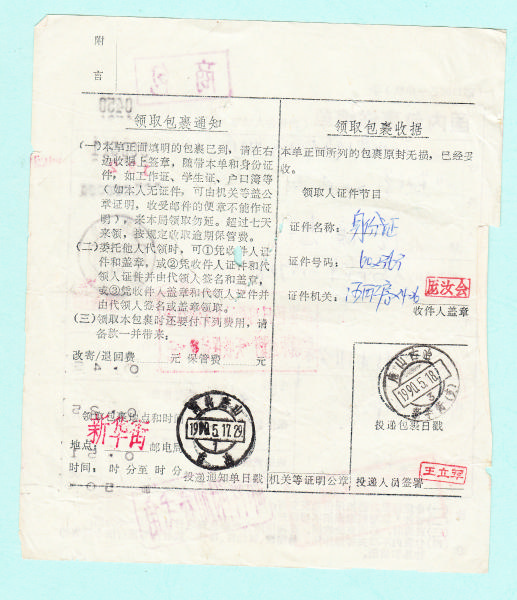 附
言
领取包裹通知
(一)本单正面填明的包裹已到，请在右
边收据上签章，随带本单和身份证
件，如工作证、学生证、户口簿等
(如本人无证件，可由机关等盖公
章证明，收受邮件的便章不能作证
明)，来本局领取勿延。超过七天
来领，按规定收取逾期保管费。
(二)委托他人代领时，可①凭收件人证
件和盖章，或②凭收件人证件和代
领人证件并由代领人签名和盖章，
或③凭收件人盖章和代领人证件并
由代领人签名或盖章领取。
(三)领取本包裹时还要付下列费用，请
备款一并带来：
改寄/退回费 元 保管费 元
领取包裹地点和时间
新华街
地点： 邮电局
时间： 时 分至 时 分
1990.5.17.29
投递通知单日戳
领取包裹收据
本单正面所列的包裹原封无损，已经妥
收。
领取人证件节目
证件名称： 身份证
证件号码：
证件机关：
收件人盖章
1990.5.18.
3
投递包裹日戳
机关等证明公章
投递人员签署